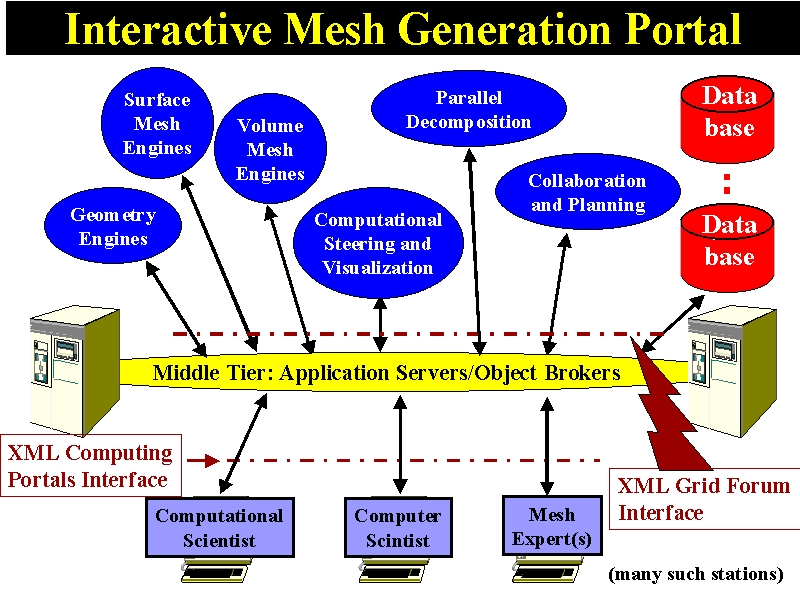 Interactive Mesh Generation Portal
Surface
Mesh
Engines
Volume
Mesh
Engines
Parallel
Decomposition
Data
base
Collaboration
and Planning
:
Geometry
Engines
Computational
Steering and
Visualization
Data
base
Middle Tier: Application Servers/Object Brokers
XML Computing
Portals Interface
XML Grid Forum
Interface
Computational
Scientist
Computer
Scintist
Mesh
Expert(s)
(many such stations)